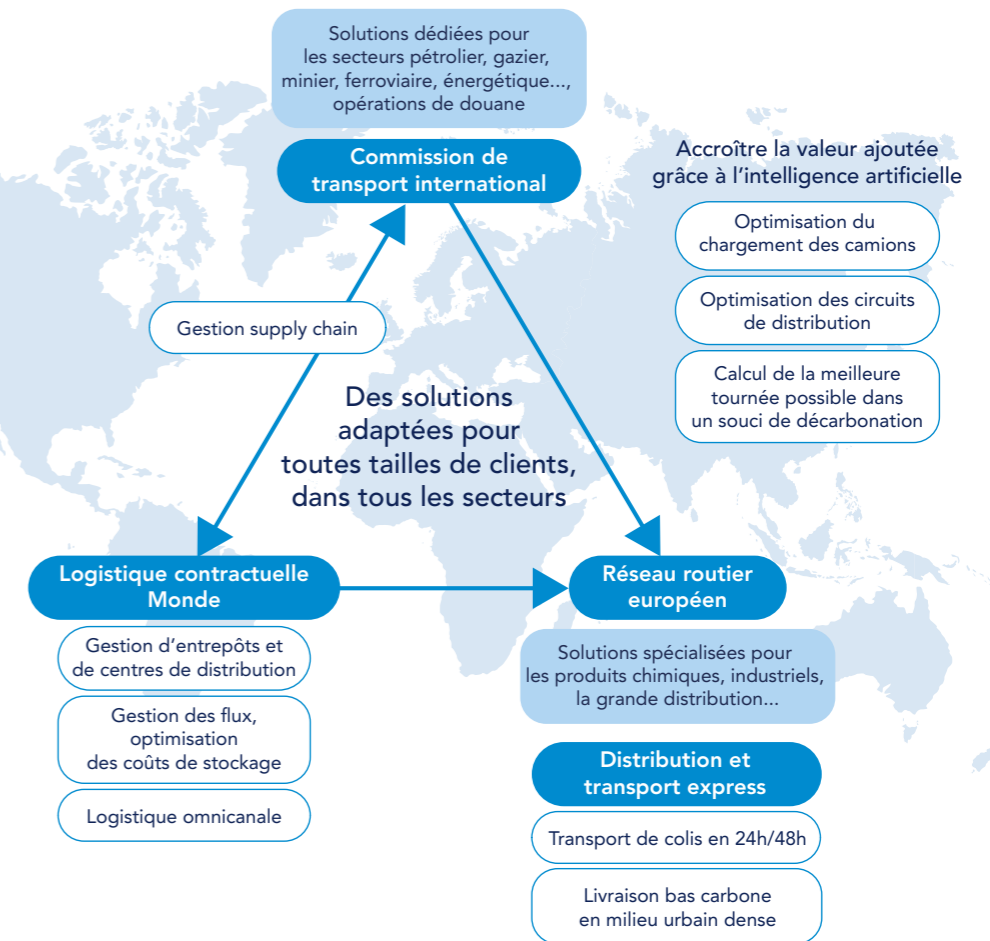 Solutions dédiées pour
les secteurs pétrolier, gazier,
minier, ferroviaire, énergétique...,
opérations de douane
Commission de
transport international
Accroître la valeur ajoutée
grâce à l’intelligence artificielle
Optimisation du
chargement des camions
Optimisation des circuits
de distribution
Calcul de la meilleure
tournée possible dans
un souci de décarbonation
Gestion supply chain
Des solutions
adaptées pour
toutes tailles de clients,
dans tous les secteurs
Logistique contractuelle
Monde
Gestion d’entrepôts et
de centres de distribution
Gestion des flux,
optimisation
des coûts de stockage
Logistique omnicanale
Réseau routier
européen
Solutions spécialisées pour
les produits chimiques, industriels,
la grande distribution...
Distribution et
transport express
Transport de colis en 24h/48h
Livraison bas carbone
en milieu urbain dense